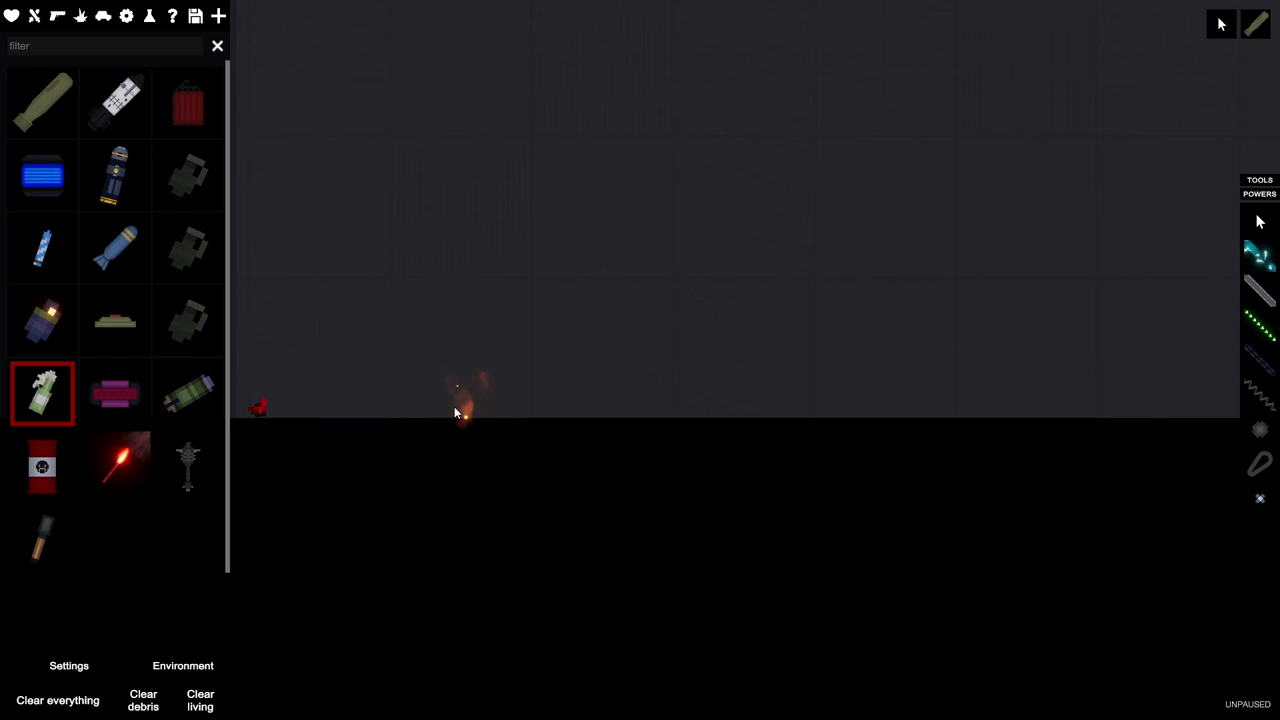 filter
TOOLS
POWERS
Settings
Environment
Clear everything
Clear
debris
Clear
living
UNPAUSED